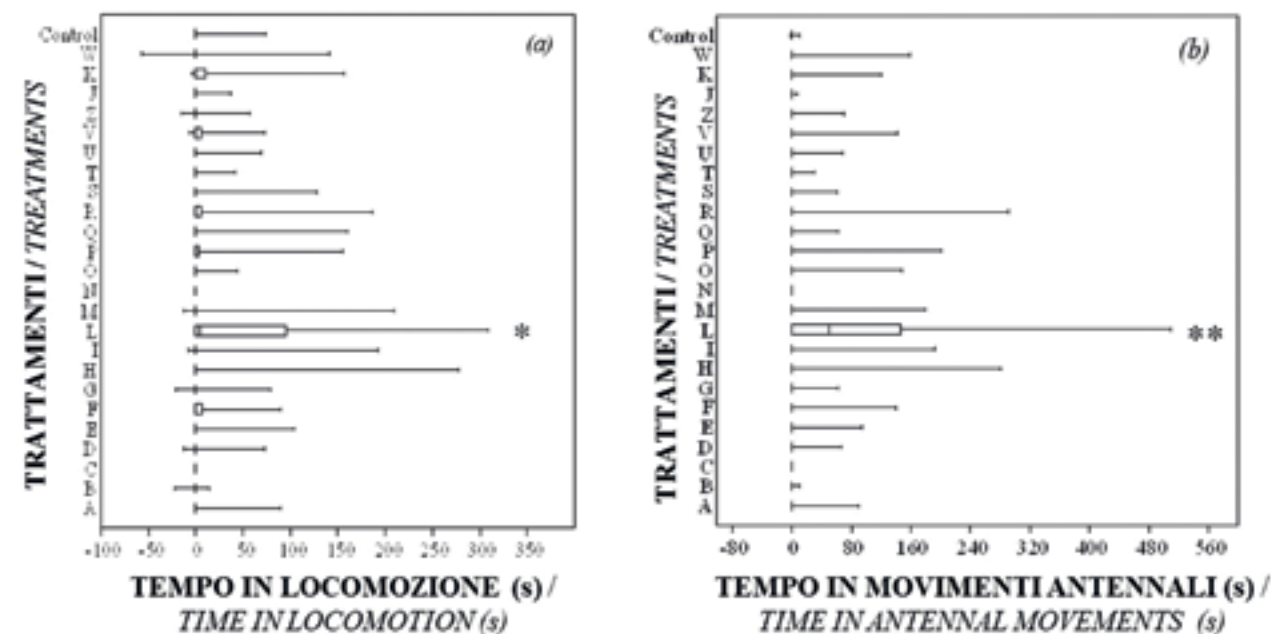 (a)
TRATTAMENTI / TREATMENTS
Control
W
K
J
V
U
T
S
Q
O
M
L *
I
H
G
F
E
D
C
B
A
-100 -50 0 50 100 150 200 250 300 350
TEMPO IN LOCOMOZIONE (s) /
TIME IN LOCOMOTION (s)
(b)
TRATTAMENTI / TREATMENTS
Control
W
K
J
Z
V
U
T
S
R
Q
P
O
N
M
L **
I
H
G
F
E
D
C
B
A
-80 0 80 160 240 320 400 480 560
TEMPO IN MOVIMENTI ANTENNALI (s) /
TIME IN ANTENNAL MOVEMENTS (s)